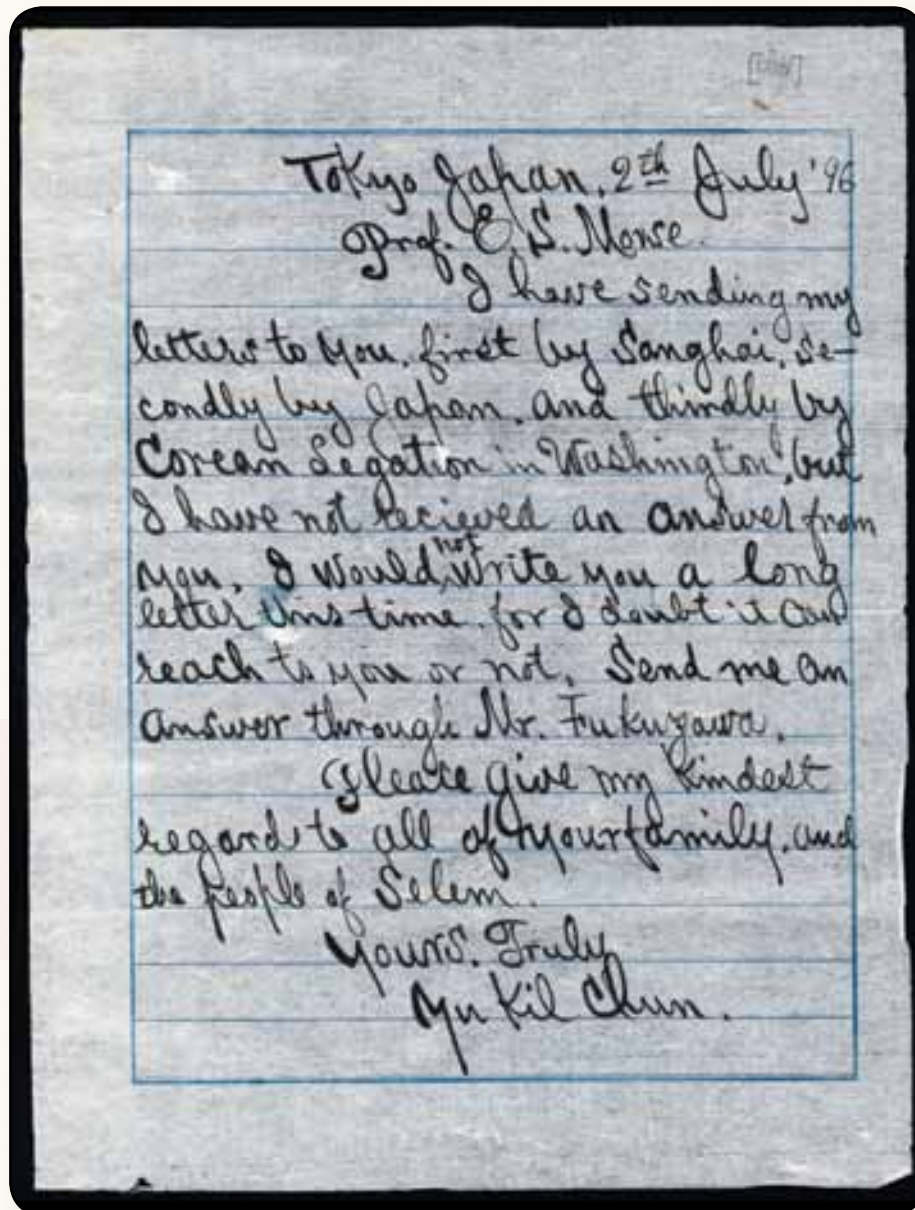 Tokyo Japan. 2th July '96
Prof. E. S. Morse.
I have sending my
letters to you. first by Sanghai. se-
condly by Japan. and thirdly by
Corean Legation in Washington, but
I have not recieved an answer from
you. I would not write you a long
letter this time. for I doubt it can
reach to you or not. Send me an
answer through Mr. Fukuzawa.
Please give my kindest
regard to all of your family. and
the people of Selem.
Yours. Truly
Yu Kil Chun.